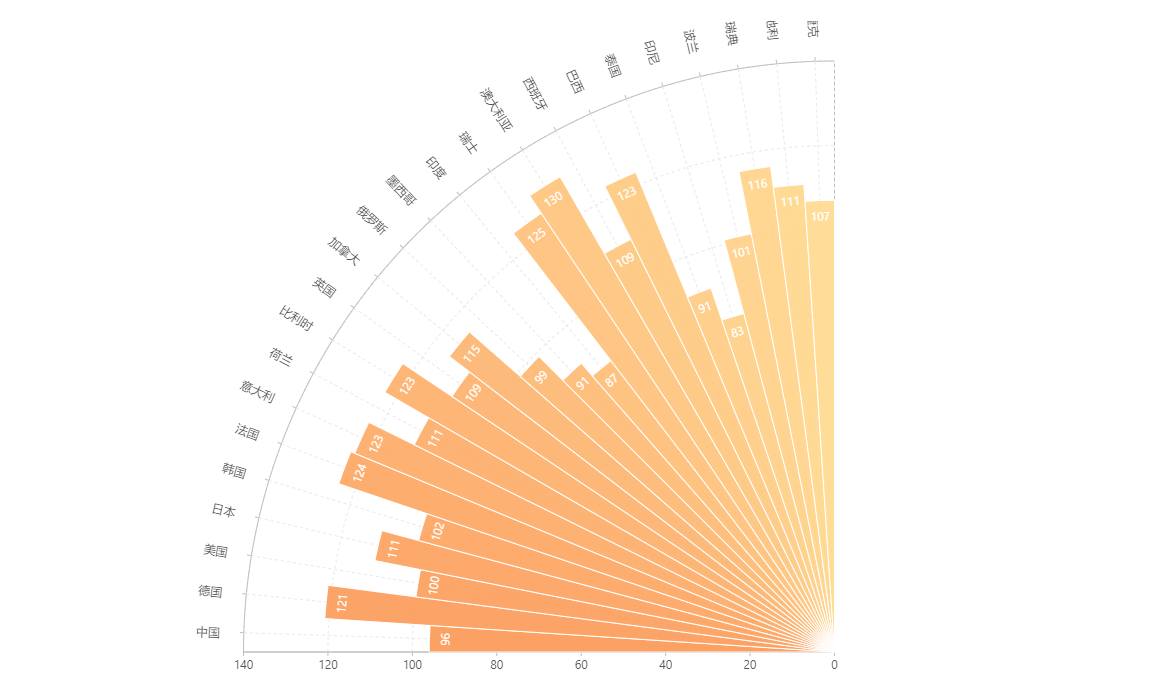 克
利
瑞典
波兰
印尼
泰国
巴西
西班牙
澳大利亚
瑞士
印度
墨西哥
俄罗斯
加拿大
英国
比利时
荷兰
意大利
法国
韩国
日本
美国
德国
中国
107
111
116
101
83
91
123
109
130
125
87
91
99
115
109
123
111
123
124
102
111
100
121
96
140 120 100 80 60 40 20 0